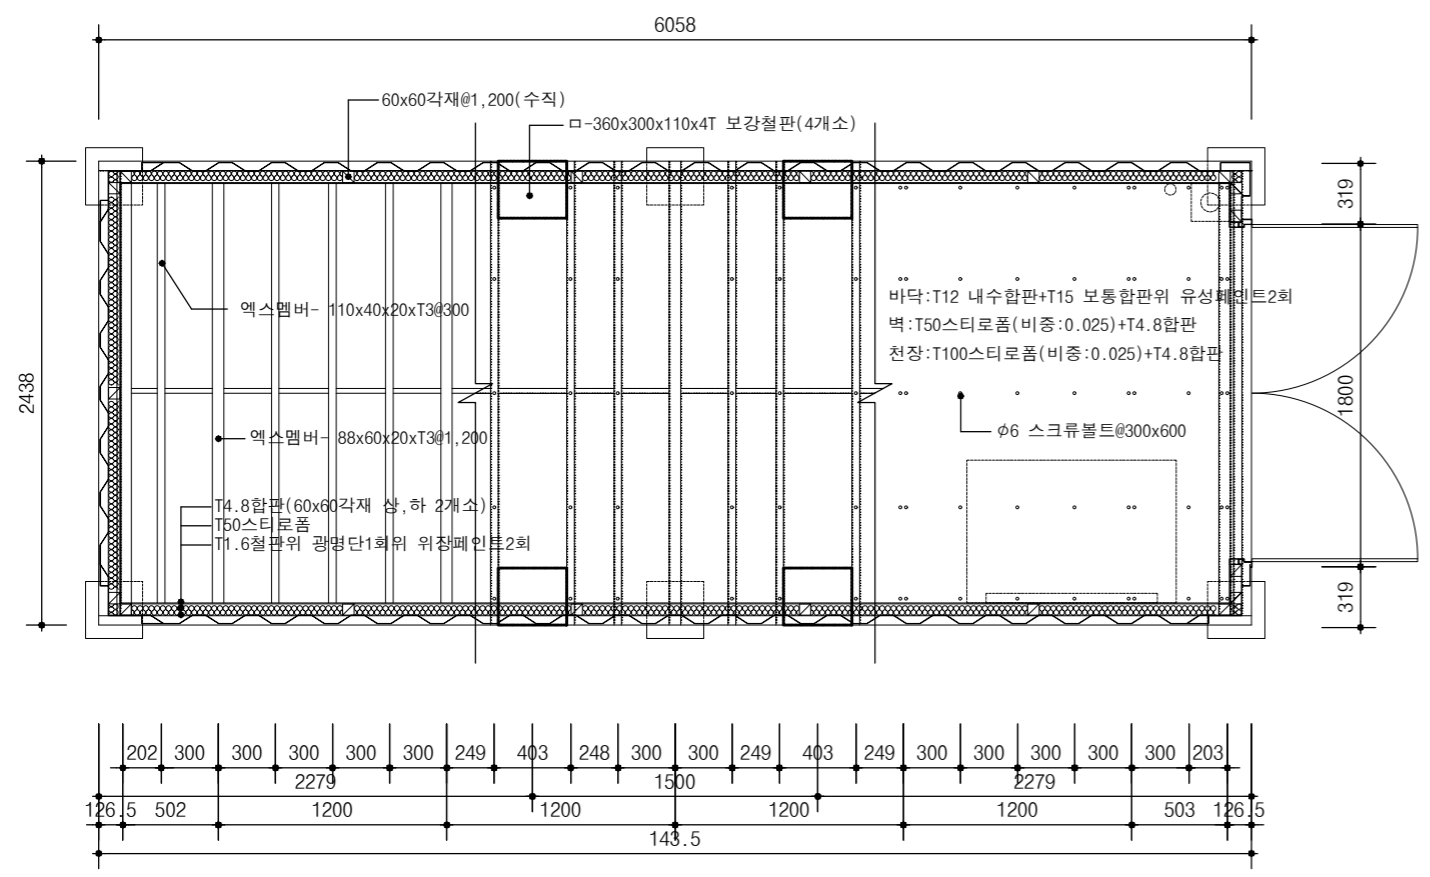 6058
60x60각재@1,200(수직)
ㅁ-360x300x110x4T 보강철판(4개소)
319
엑스멤버- 110x40x20xT3@300
바닥:T12 내수합판+T15 보통합판위 유성페인트2회
벽:T50스티로폼(비중:0.025)+T4.8합판
천장:T100스티로폼(비중:0.025)+T4.8합판
2438
1800
엑스멤버- 88x60x20xT3@1,200
φ6 스크류볼트@300x600
T4.8합판(60x60각재 상,하 2개소)
T50스티로폼
T1.6철판위 광명단1회위 위장페인트2회
319
202 300 300 300 300 300 249 403 248 300 300 249 403 249 300 300 300 300 300 203
2279 1500 2279
126.5 502 1200 1200 1200 1200 503 126.5
143.5